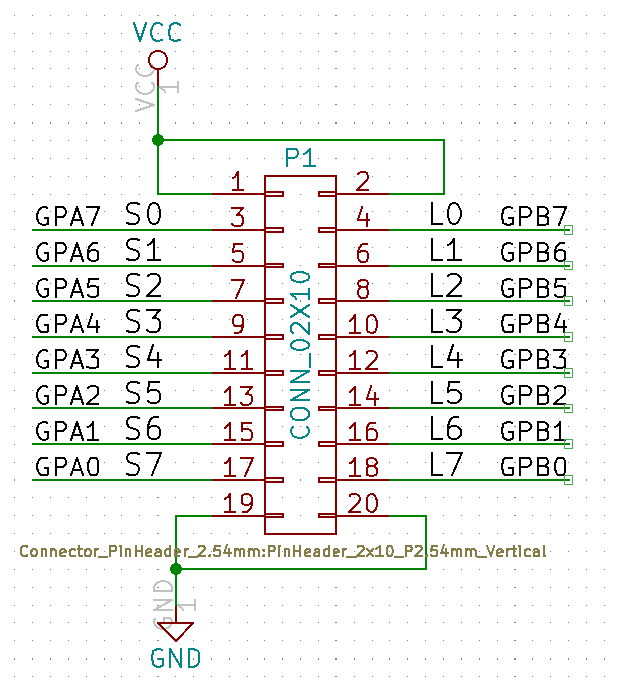 VCC
VCC 1
P1
1 2
GPA7 S0 3 4 L0 GPB7
GPA6 S1 5 6 L1 GPB6
GPA5 S2 7 8 L2 GPB5
GPA4 S3 9 10 L3 GPB4
GPA3 S4 11 12 L4 GPB3
GPA2 S5 13 14 L5 GPB2
GPA1 S6 15 16 L6 GPB1
GPA0 S7 17 18 L7 GPB0
19 20
CONN_02X10
Connector_PinHeader_2.54mm:PinHeader_2x10_P2.54mm_Vertical
GND 1
GND